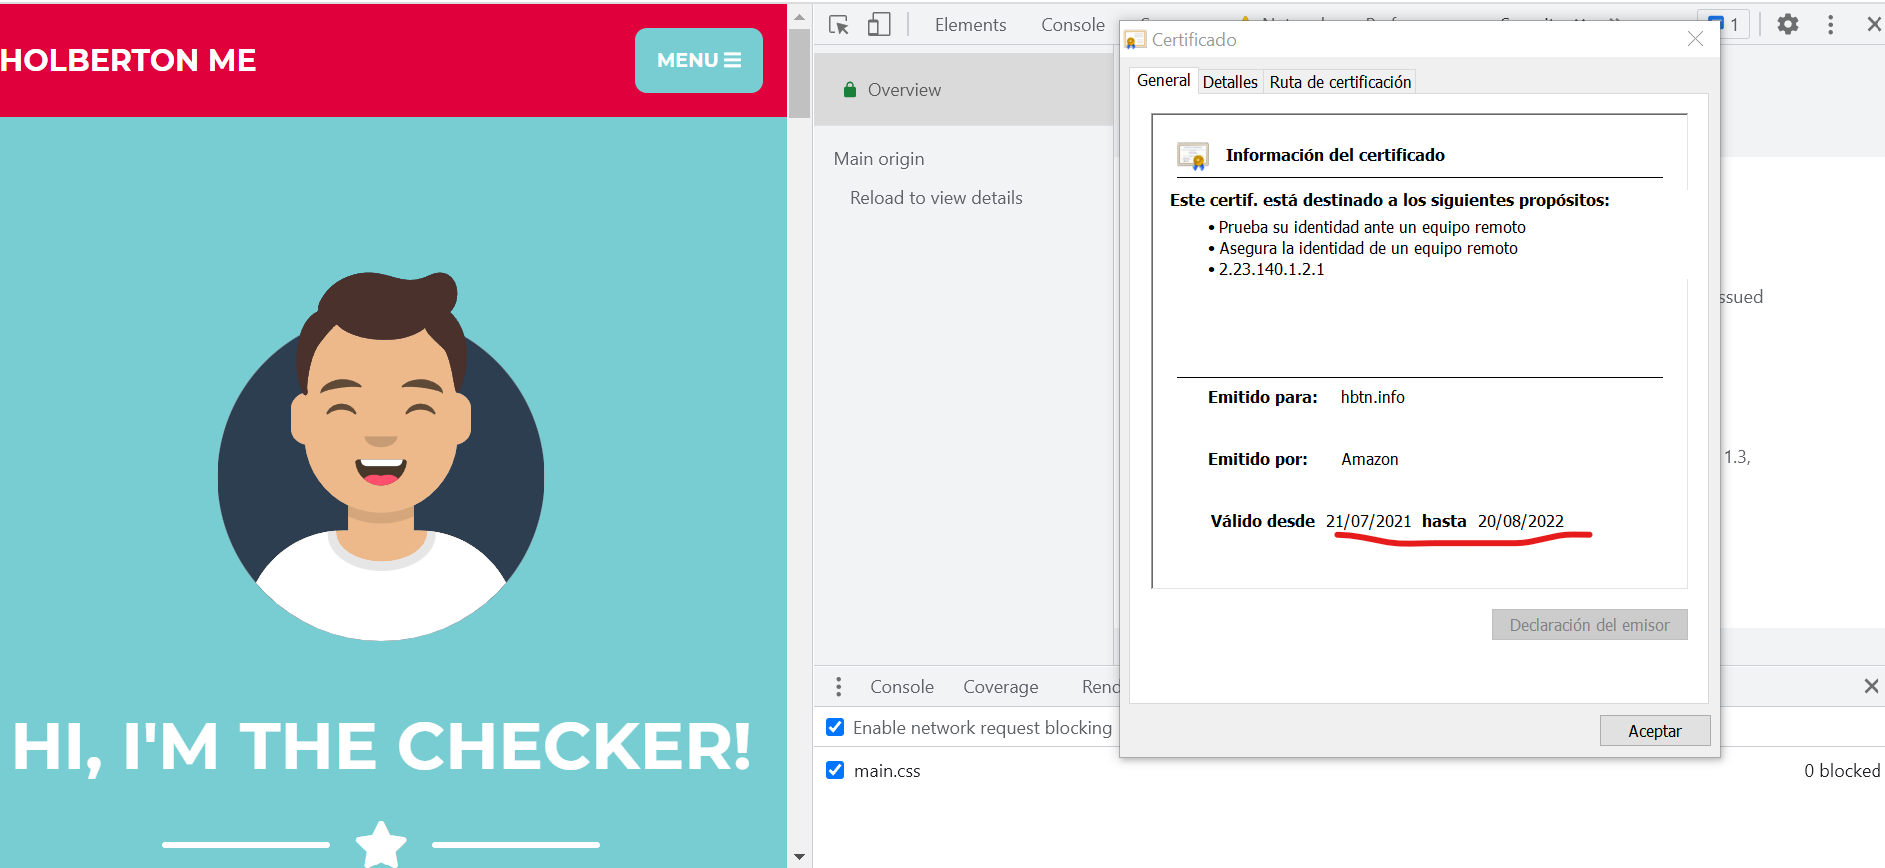 HOLBERTON ME
MENU
HI, I'M THE CHECKER!
Elements Console
1
Overview
Main origin
Reload to view details
Certificado
General Detalles Ruta de certificación
Información del certificado
Este certif. está destinado a los siguientes propósitos:
• Prueba su identidad ante un equipo remoto
• Asegura la identidad de un equipo remoto
• 2.23.140.1.2.1
Emitido para: hbtn.info
Emitido por: Amazon
Válido desde 21/07/2021 hasta 20/08/2022
Declaración del emisor
Aceptar
ssued
1.3,
Console Coverage Rend
Enable network request blocking
main.css 0 blocked